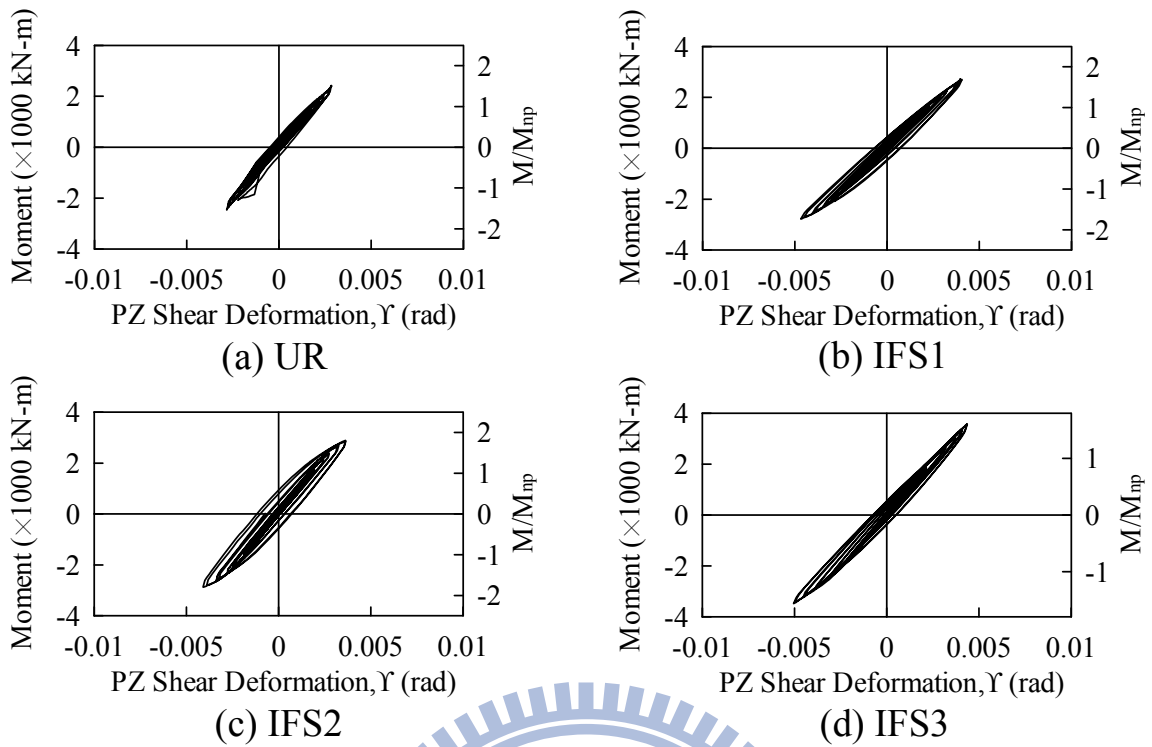 4
2
0
-2
-4
Moment (×1000 kN-m)
2
1
0
-1
-2
M/Mnp
-0.01 -0.005 0 0.005 0.01
PZ Shear Deformation,ϒ (rad)
(a) UR
4
2
0
-2
-4
Moment (×1000 kN-m)
2
1
0
-1
-2
M/Mnp
-0.01 -0.005 0 0.005 0.01
PZ Shear Deformation,ϒ (rad)
(b) IFS1
4
2
0
-2
-4
Moment (×1000 kN-m)
2
1
0
-1
-2
M/Mnp
-0.01 -0.005 0 0.005 0.01
PZ Shear Deformation,ϒ (rad)
(c) IFS2
4
2
0
-2
-4
Moment (×1000 kN-m)
1
0
-1
M/Mnp
-0.01 -0.005 0 0.005 0.01
PZ Shear Deformation,ϒ (rad)
(d) IFS3